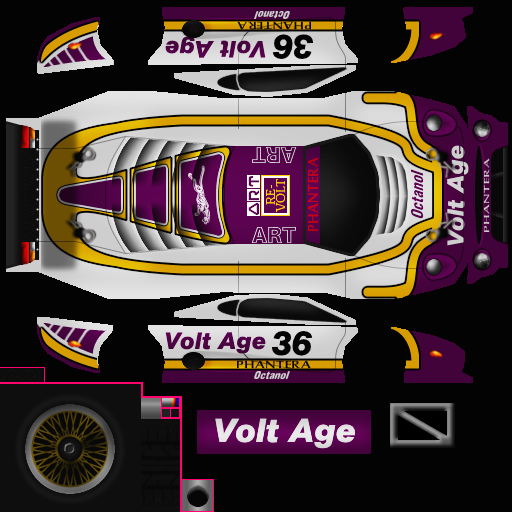 Octanol
PHANTERA
Volt Age 36
ART
ART
RE-
VOLT
PHANTERA
Octanol
Volt Age
PHANTERA
ART
Volt Age 36
PHANTERA
Octanol
Volt Age